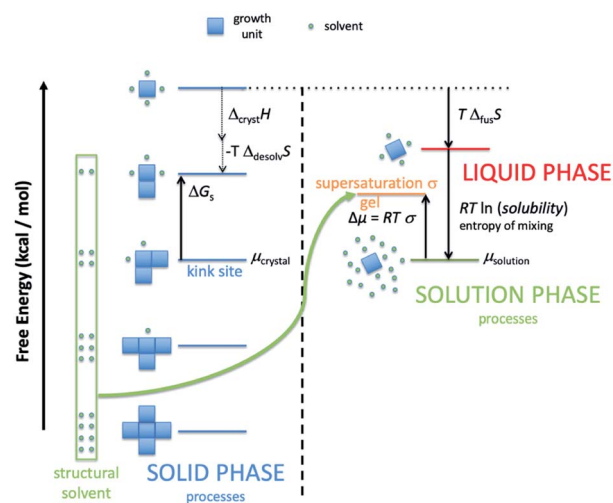 growth
unit
solvent
Free Energy (kcal / mol)
Δcryst H
-T Δdesolv S
ΔGs
μcrystal
kink site
structural
solvent
SOLID PHASE
processes
T Δfus S
LIQUID PHASE
supersaturation σ
gel
Δμ = RT σ
RT ln (solubility)
entropy of mixing
μsolution
SOLUTION PHASE
processes